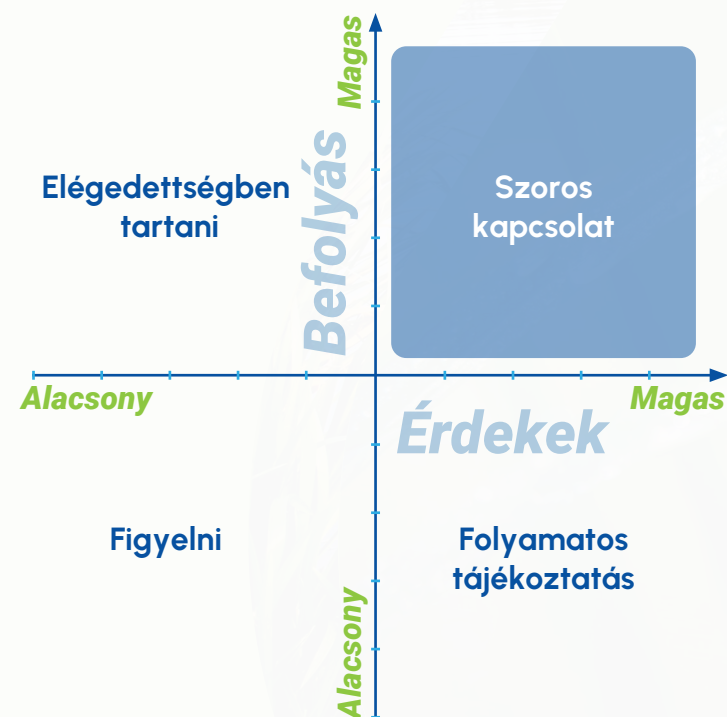 Magas
Befolyás
Elégedettségben
tartani
Szoros
kapcsolat
Alacsony
Magas
Érdekek
Figyelni
Folyamatos
tájékoztatás
Alacsony